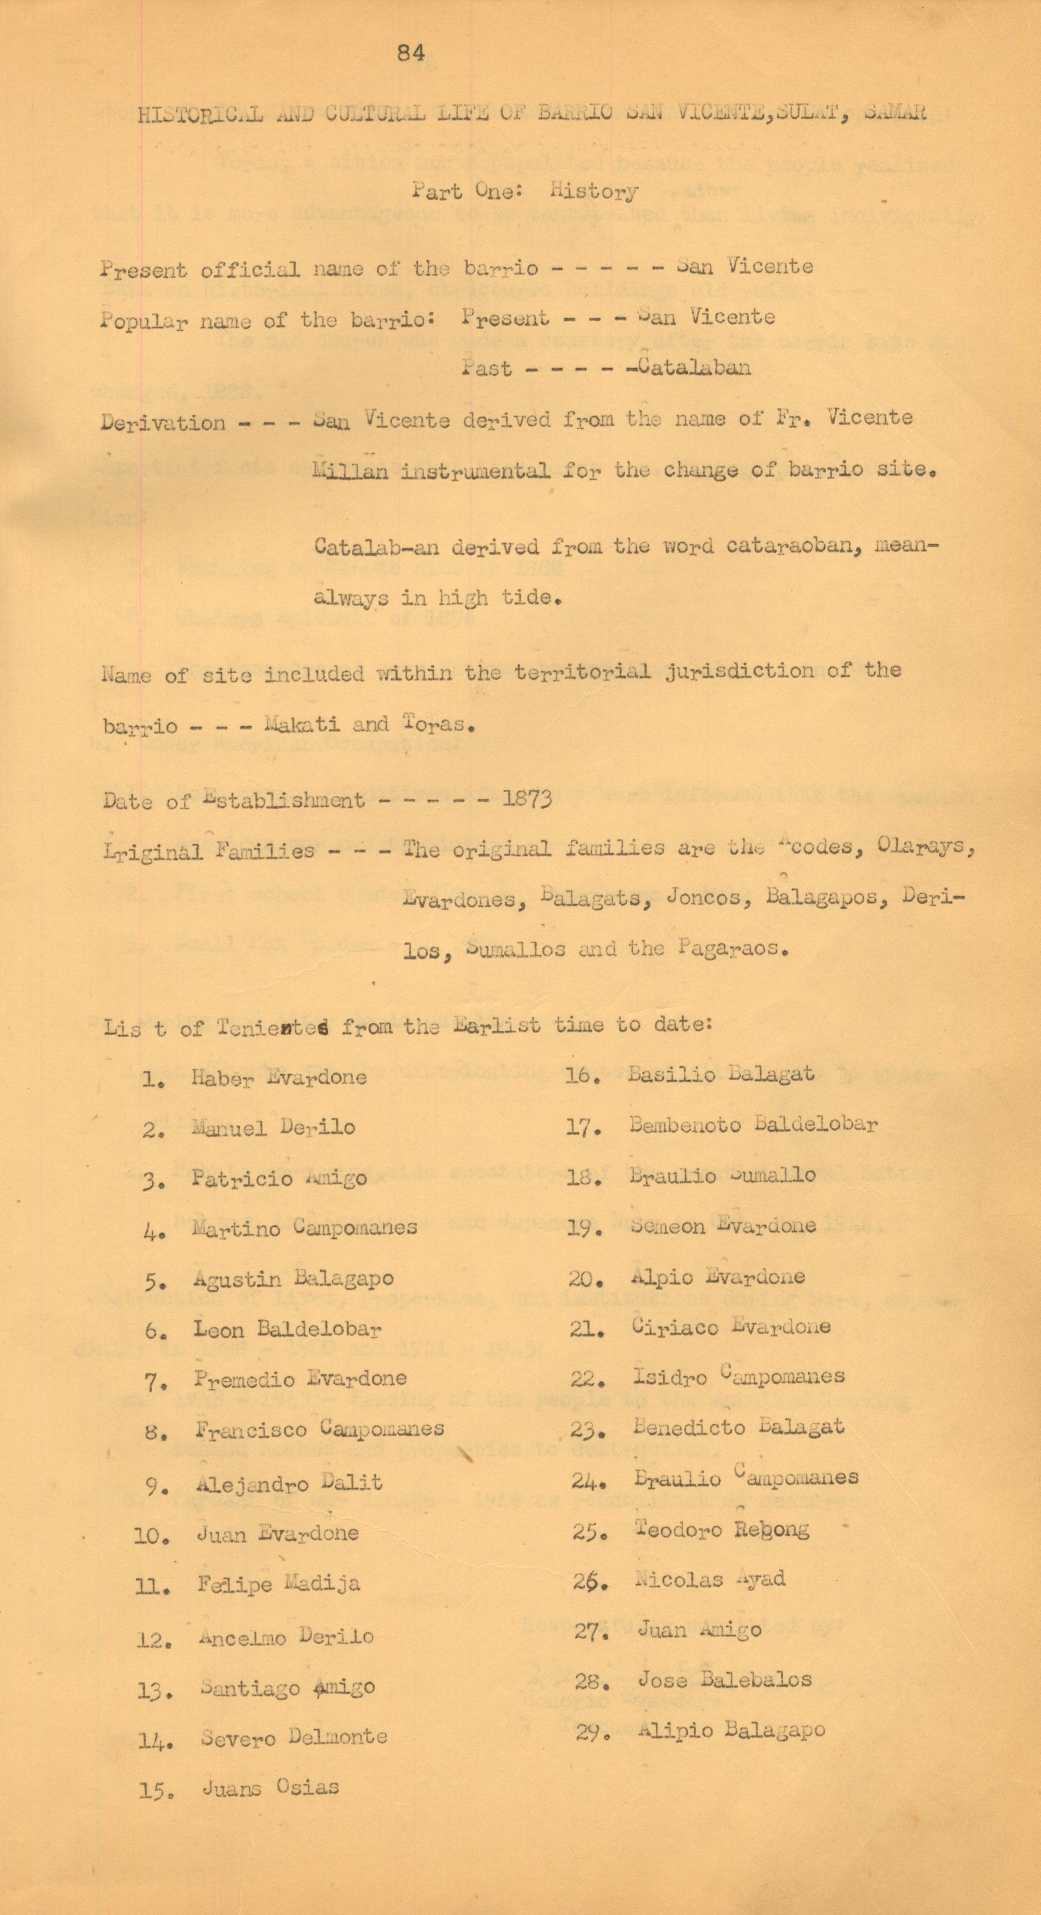 84
HISTORICAL AND CULTURAL LIFE OF BARRIO SAN VICENTE,SULAT, SAMAR
Part One: History
Present official name of the barrio - - - - - San Vicente
Popular name of the barrio: Present - - - San Vicente
Past - - - - -Catalaban
Derivation - - - San Vicente derived from the name of Fr. Vicente
Millan instrumental for the change of barrio site.
Catalab-an derived from the word cataraoban, mean-
always in high tide.
Name of site included within the territorial jurisdiction of the
barrio - - - Makati and Toras.
Date of Establishment - - - - - 1873
Lriginal Families - - - The original families are the Acodes, Olarays,
Evardones, Balagats, Joncos, Balagapos, Deri-
los, Sumallos and the Pagaraos.
Lis t of Tenientes from the Earlist time to date:
1. Haber Evardone
2. Manuel Derilo
3. Patricio Amigo
4. Martino Campomanes
5. Agustin Balagapo
6. Leon Baldelobar
7. Premedio Evardone
8. Francisco Campomanes
9. Alejandro Dalit
10. Juan Evardone
11. Felipe Madija
12. Ancelmo Derilo
13. Santiago Amigo
14. Severo Delmonte
15. Juans Osias
16. Basilio Balagat
17. Bembenoto Baldelobar
18. Braulio Sumallo
19. Semeon Evardone
20. Alpio Evardone
21. Ciriaco Evardone
22. Isidro Campomanes
23. Benedicto Balagat
24. Braulio Campomanes
25. Teodoro Rebong
26. Nicolas Ayad
27. Juan Amigo
28. Jose Balebalos
29. Alipio Balagapo